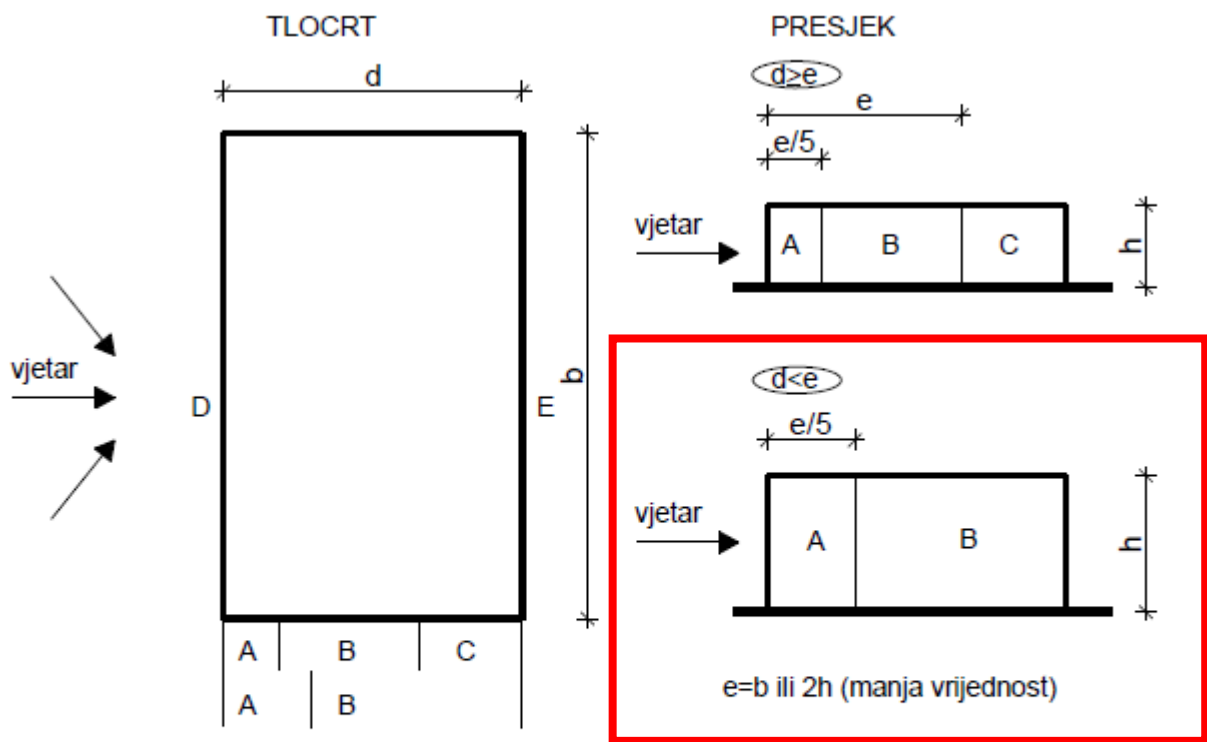 TLOCRT
d
D
E
b
vjetar
A B C
A B
PRESJEK
d≥e
e
e/5
vjetar
A B C
h
d<e
e/5
vjetar
A B
h
e=b ili 2h (manja vrijednost)